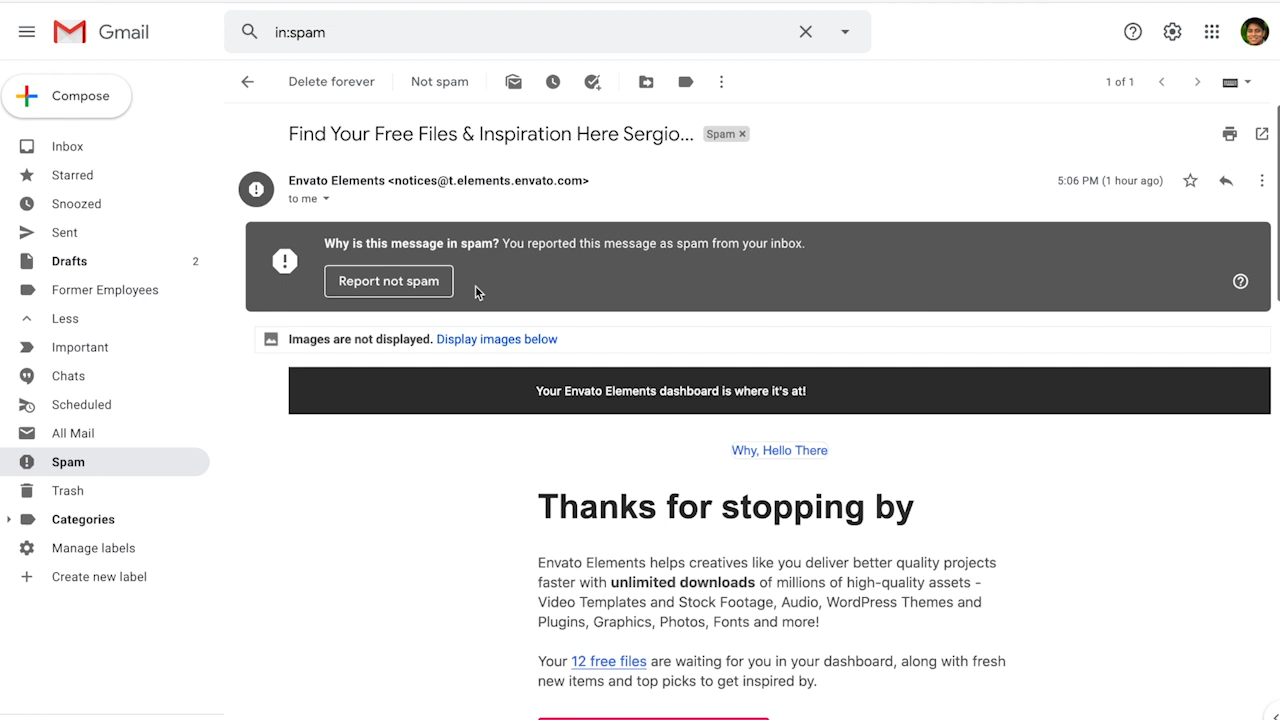 Gmail
in:spam
Compose
Delete forever
Not spam
1 of 1
Inbox
Starred
Snoozed
Sent
Drafts 2
Former Employees
Less
Important
Chats
Scheduled
All Mail
Spam
Trash
Categories
Manage labels
Create new label
Find Your Free Files & Inspiration Here Sergio... Spam ×
Envato Elements <notices@t.elements.envato.com> 5:06 PM (1 hour ago)
to me
Why is this message in spam? You reported this message as spam from your inbox.
Report not spam
Images are not displayed. Display images below
Your Envato Elements dashboard is where it's at!
Why, Hello There
Thanks for stopping by
Envato Elements helps creatives like you deliver better quality projects
faster with unlimited downloads of millions of high-quality assets -
Video Templates and Stock Footage, Audio, WordPress Themes and
Plugins, Graphics, Photos, Fonts and more!
Your 12 free files are waiting for you in your dashboard, along with fresh
new items and top picks to get inspired by.